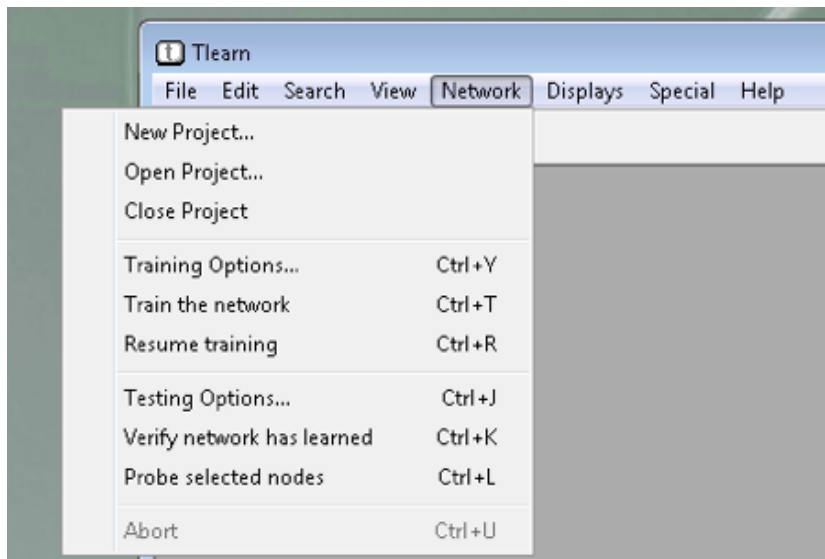 t Tlearn
File Edit Search View Network Displays Special Help
New Project...
Open Project...
Close Project
Training Options... Ctrl+Y
Train the network Ctrl+T
Resume training Ctrl+R
Testing Options... Ctrl+J
Verify network has learned Ctrl+K
Probe selected nodes Ctrl+L
Abort Ctrl+U